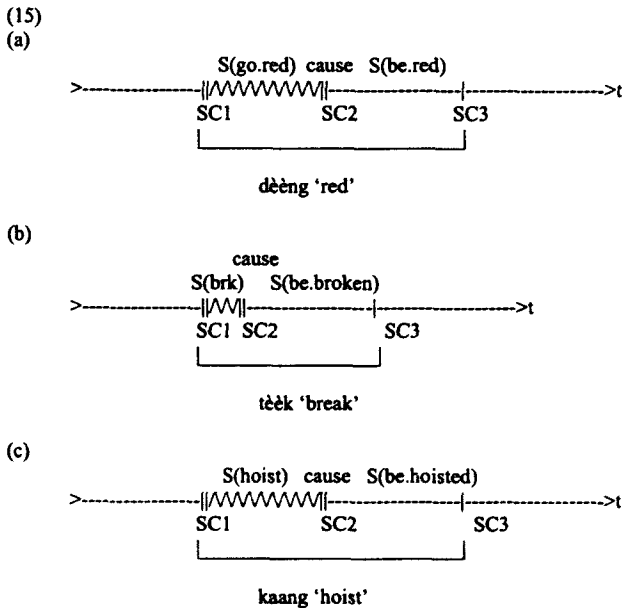 (15)
(a)
S(go.red) cause S(be.red)
>--------------||/\/\/\/\/\/\/\/\||----------------|----------------->t
SC1 SC2 SC3
dèèng ‘red’
(b)
cause
S(brk) S(be.broken)
>--------------||/\/\/\||----------------|----------------->t
SC1 SC2 SC3
tèèk ‘break’
(c)
S(hoist) cause S(be.hoisted)
>--------------||/\/\/\/\/\/\/\/\||----------------|----------------->t
SC1 SC2 SC3
kaang ‘hoist’